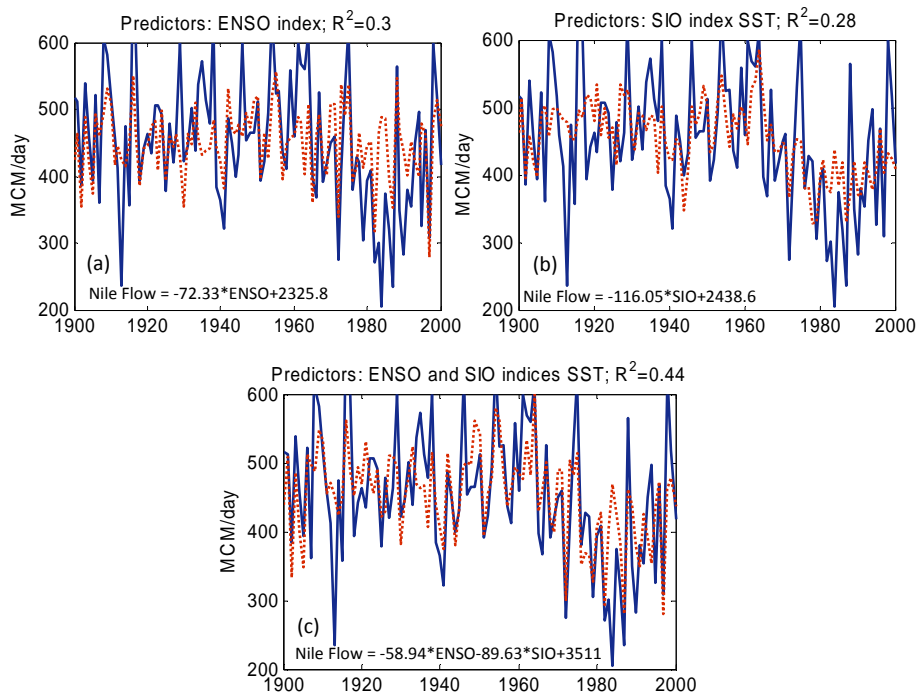 Predictors: ENSO index; R²=0.3
MCM/day
600
500
400
300
200
(a)
Nile Flow = -72.33*ENSO+2325.8
1900 1920 1940 1960 1980 2000
Predictors: SIO index SST; R²=0.28
600
500
400
300
200
(b)
Nile Flow = -116.05*SIO+2438.6
1900 1920 1940 1960 1980 2000
Predictors: ENSO and SIO indices SST; R²=0.44
MCM/day
600
500
400
300
200
(c)
Nile Flow = -58.94*ENSO-89.63*SIO+3511
1900 1920 1940 1960 1980 2000